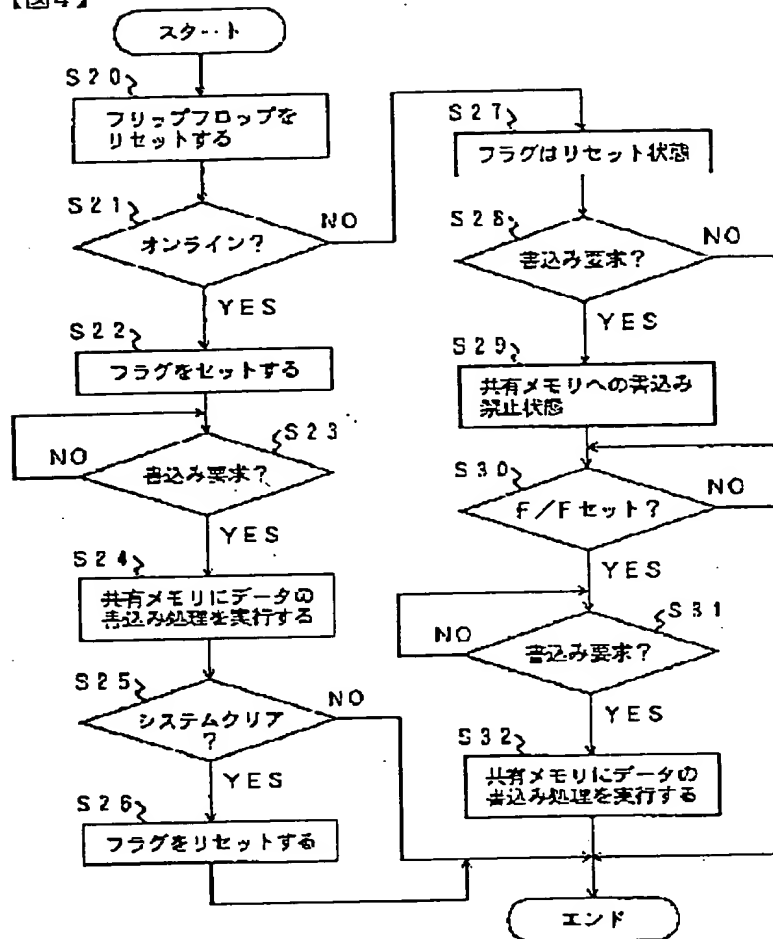 【図4】
スタート
S20
フリップフロップを
リセットする
S21
オンライン?
NO
YES
S22
フラグをセットする
S23
書込み要求?
NO
YES
S24
共有メモリにデータの
書込み処理を実行する
S25
システムクリア
?
NO
YES
S26
フラグをリセットする
S27
フラグはリセット状態
S28
書込み要求?
NO
YES
S29
共有メモリへの書込み
禁止状態
S30
F/Fセット?
NO
YES
S31
書込み要求?
NO
YES
S32
共有メモリにデータの
書込み処理を実行する
エンド